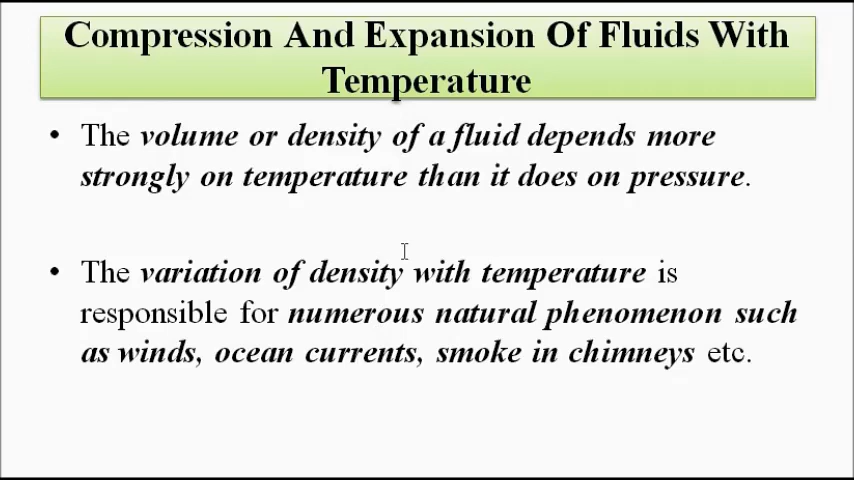 Compression And Expansion Of Fluids With
Temperature
• The volume or density of a fluid depends more
strongly on temperature than it does on pressure.
• The variation of density with temperature is
responsible for numerous natural phenomenon such
as winds, ocean currents, smoke in chimneys etc.